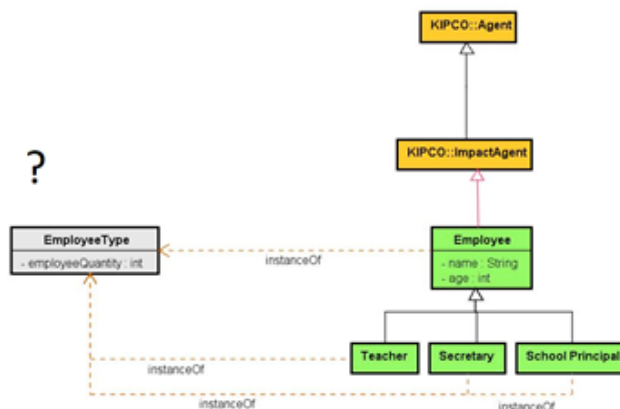 KIPCO::Agent
KIPCO::ImpactAgent
?
EmployeeType
- employeeQuantity : int
instanceOf
Employee
- name : String
- age : int
Teacher
Secretary
School Principal
instanceOf
instanceOf
instanceOf